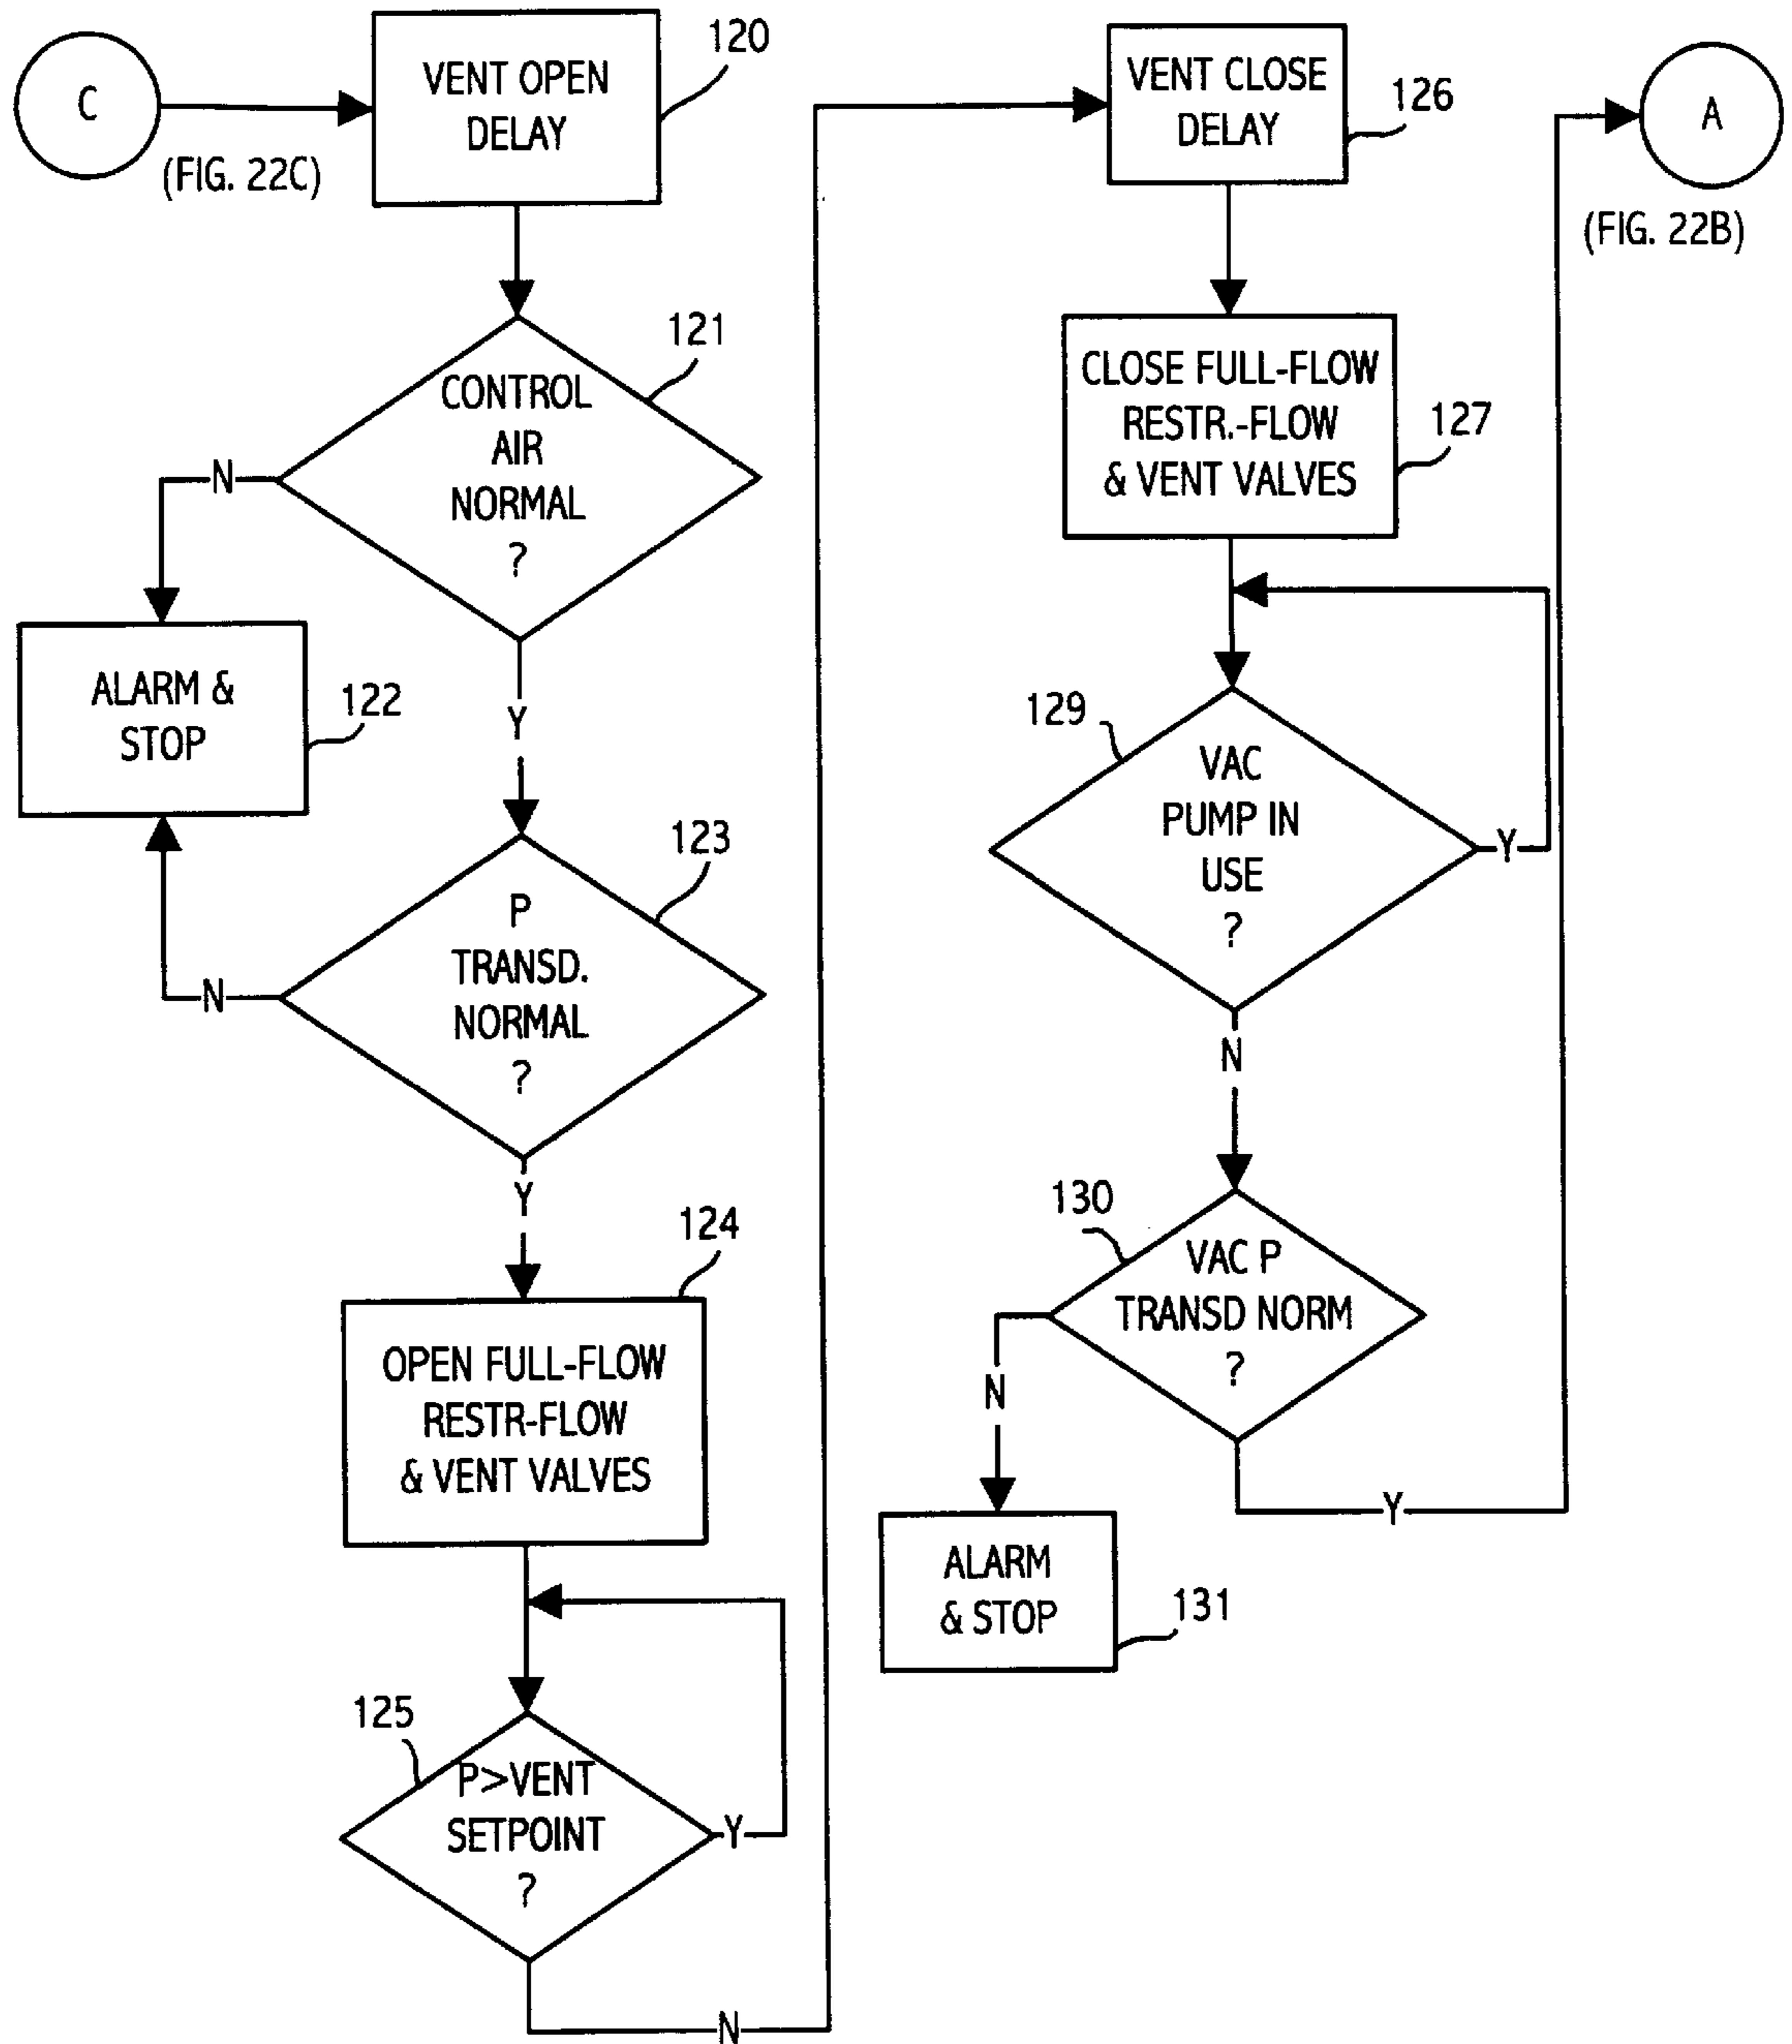 C
(FIG. 22C)
VENT OPEN
DELAY
120
CONTROL
AIR
NORMAL
?
121
N
Y
ALARM &
STOP
122
P
TRANSD.
NORMAL
?
123
N
Y
OPEN FULL-FLOW
RESTR-FLOW
& VENT VALVES
124
P>VENT
SETPOINT
?
125
Y
N
VENT CLOSE
DELAY
126
CLOSE FULL-FLOW
RESTR.-FLOW
& VENT VALVES
127
VAC
PUMP IN
USE
?
129
Y
N
VAC P
TRANSD NORM
?
130
N
Y
ALARM
& STOP
131
A
(FIG. 22B)